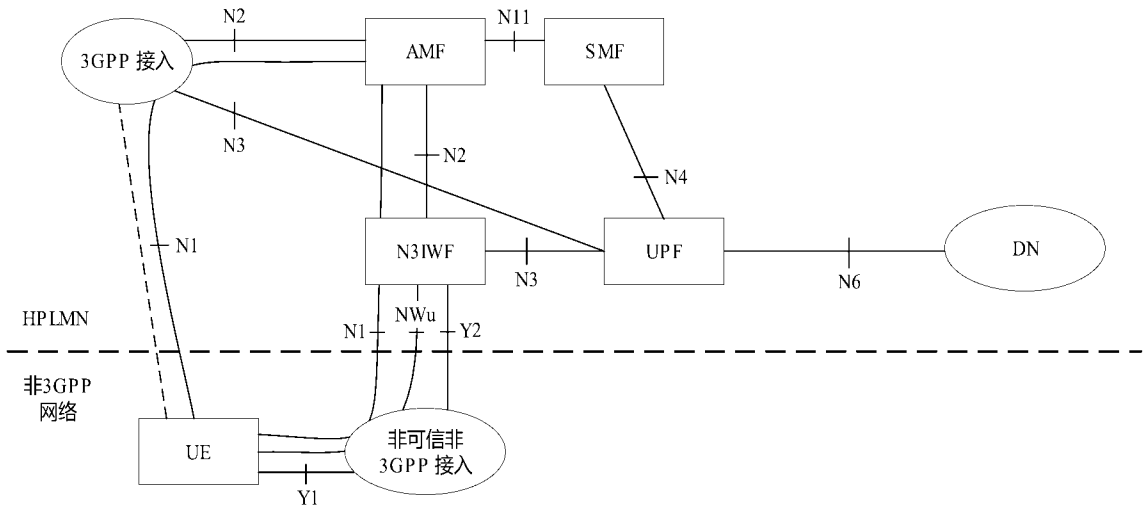 N2
N11
3GPP 接入
AMF
SMF
N3
N2
N4
N1
N3IWF
N3
UPF
N6
DN
HPLMN
N1
NWu
Y2
非3GPP
网络
UE
非可信非
3GPP 接入
Y1